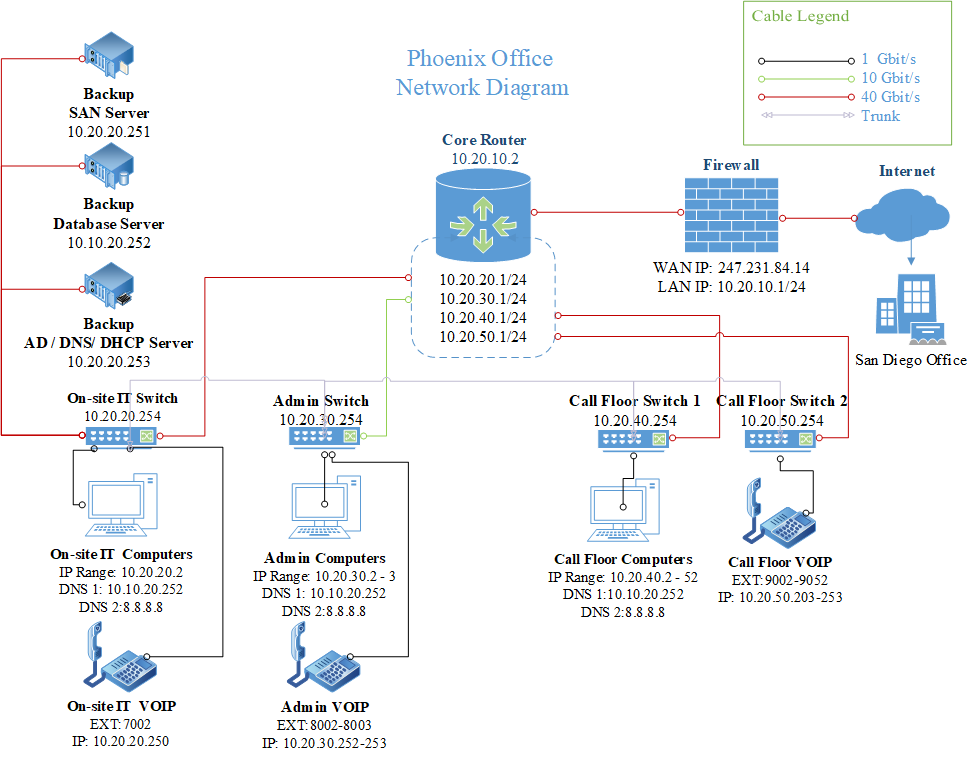 Cable Legend
1 Gbit/s
10 Gbit/s
40 Gbit/s
Trunk
Phoenix Office
Network Diagram
Backup
SAN Server
10.20.20.251
Backup
Database Server
10.10.20.252
Backup
AD / DNS/ DHCP Server
10.20.20.253
Core Router
10.20.10.2
10.20.20.1/24
10.20.30.1/24
10.20.40.1/24
10.20.50.1/24
Firewall
WAN IP: 247.231.84.14
LAN IP: 10.20.10.1/24
Internet
San Diego Office
On-site IT Switch
10.20.20.254
Admin Switch
10.20.30.254
Call Floor Switch 1
10.20.40.254
Call Floor Switch 2
10.20.50.254
On-site IT Computers
IP Range: 10.20.20.2
DNS 1: 10.10.20.252
DNS 2:8.8.8.8
Admin Computers
IP Range: 10.20.30.2 - 3
DNS 1: 10.10.20.252
DNS 2:8.8.8.8
Call Floor Computers
IP Range: 10.20.40.2 - 52
DNS 1:10.10.20.252
DNS 2:8.8.8.8
Call Floor VOIP
EXT:9002-9052
IP: 10.20.50.203-253
On-site IT VOIP
EXT:7002
IP: 10.20.20.250
Admin VOIP
EXT:8002-8003
IP: 10.20.30.252-253